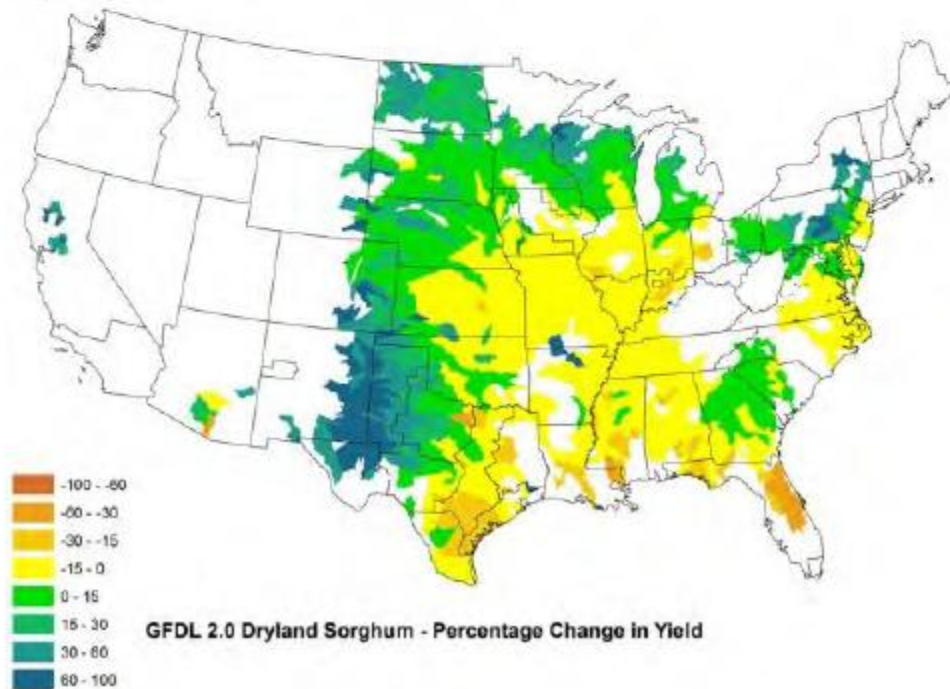 -100 - -60
-60 - -30
-30 - -15
-15 - 0
0 - 15
15 - 30
30 - 60
60 - 100
GFDL 2.0 Dryland Sorghum - Percentage Change in Yield